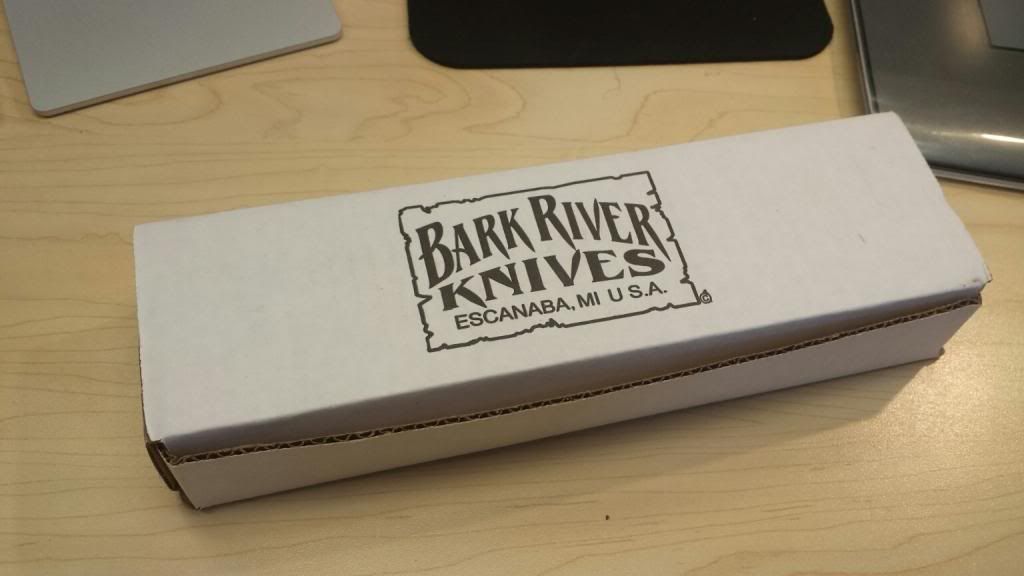 BARK RIVER
KNIVES
ESCANABA, MI U S.A.
©